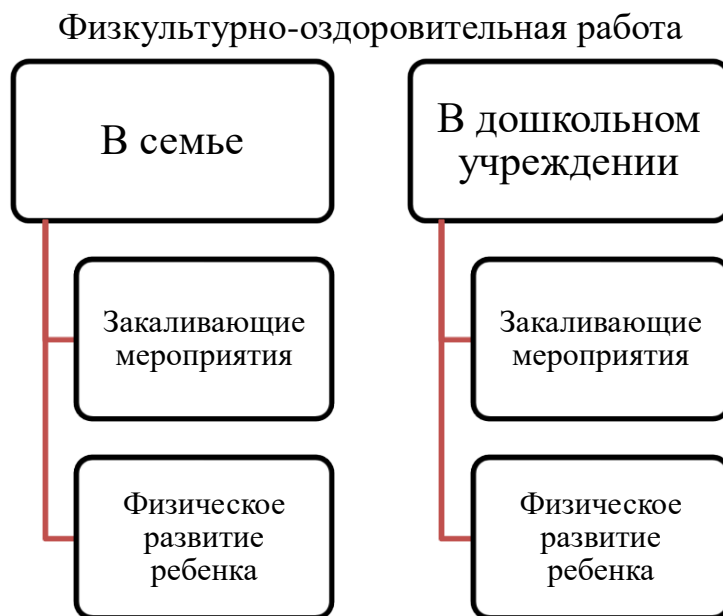 Физкультурно-оздоровительная работа
В семье
Закаливающие
мероприятия
Физическое
развитие
ребенка
В дошкольном
учреждении
Закаливающие
мероприятия
Физическое
развитие
ребенка